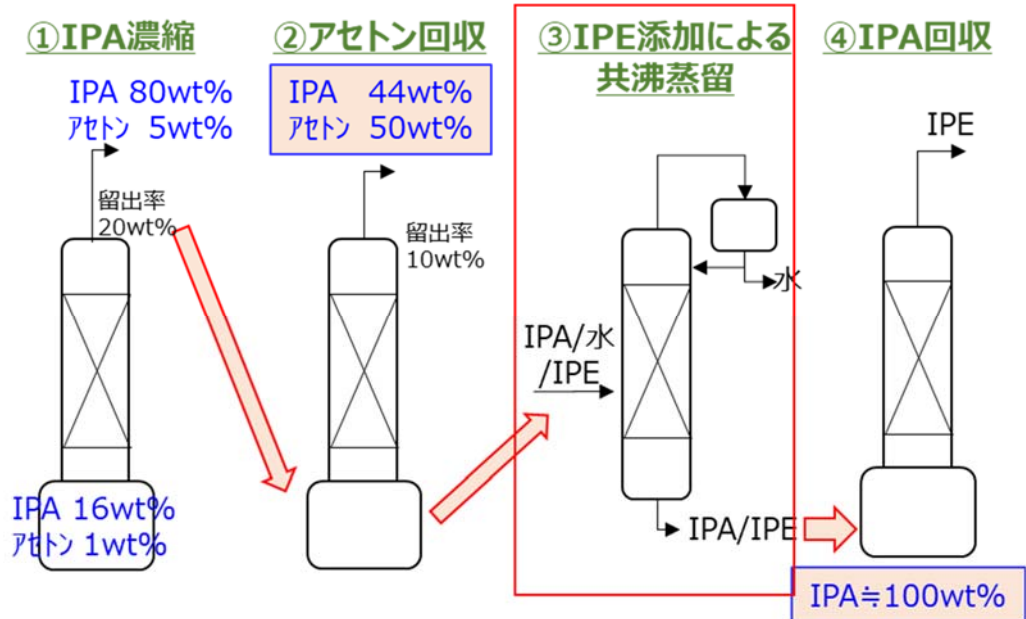 ①IPA濃縮
IPA 80wt%
ｱｾﾄﾝ 5wt%
留出率
20wt%
IPA 16wt%
ｱｾﾄﾝ 1wt%
②アセトン回収
IPA 44wt%
ｱｾﾄﾝ 50wt%
留出率
10wt%
③IPE添加による
共沸蒸留
IPA/水
/IPE
水
IPA/IPE
④IPA回収
IPE
IPA≒100wt%